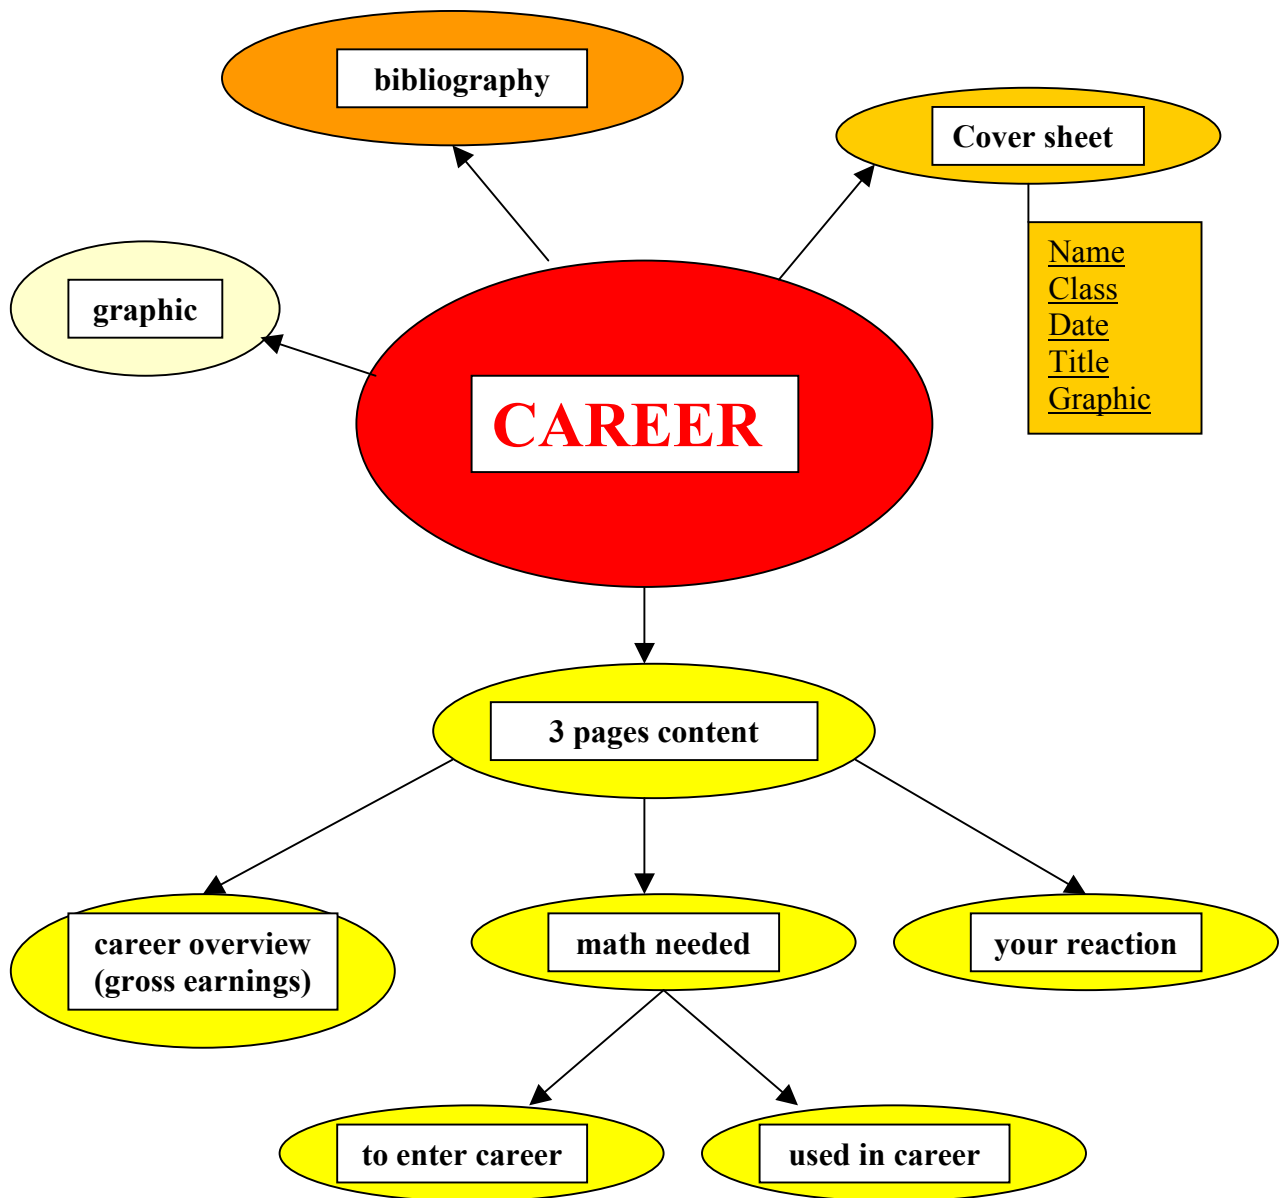 bibliography
Cover sheet
Name
Class
Date
Title
Graphic
graphic
CAREER
3 pages content
career overview
(gross earnings)
math needed
your reaction
to enter career
used in career